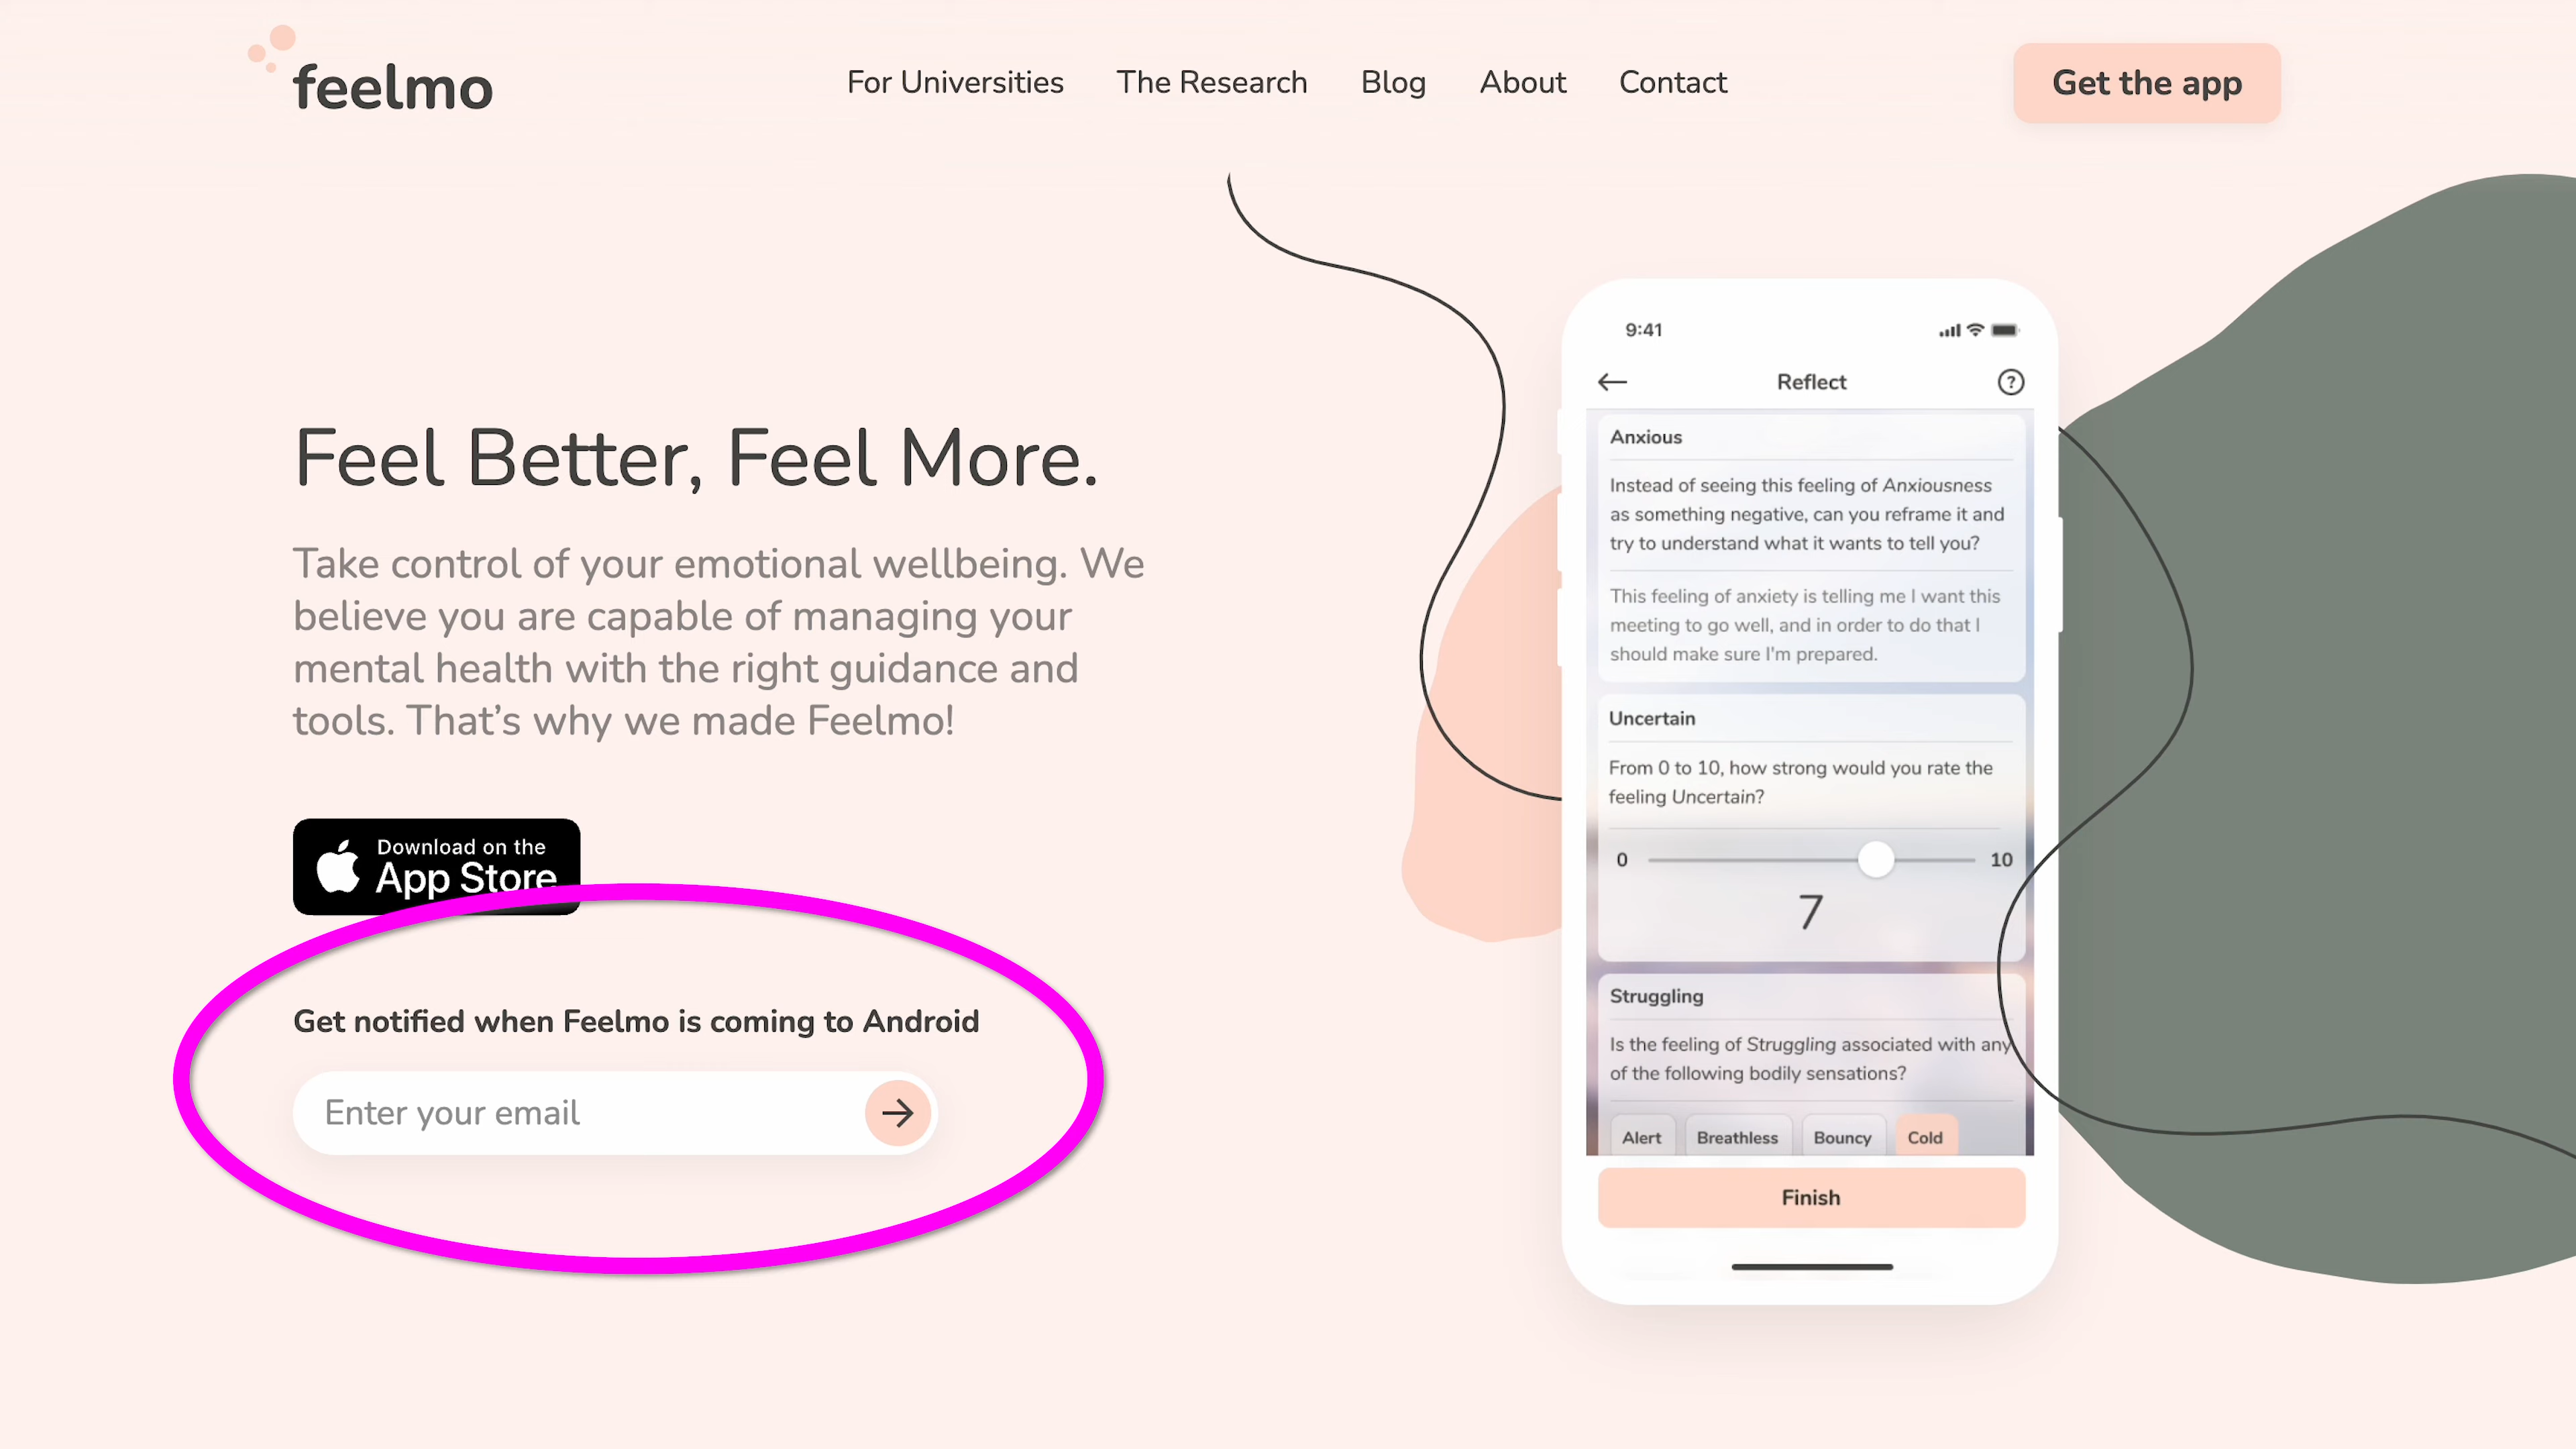 feelmo
For Universities
The Research
Blog
About
Contact
Get the app
Feel Better, Feel More.
Take control of your emotional wellbeing. We
believe you are capable of managing your
mental health with the right guidance and
tools. That’s why we made Feelmo!
Download on the
App Store
Get notified when Feelmo is coming to Android
Enter your email
9:41
Reflect
?
Anxious
Instead of seeing this feeling of Anxiousness
as something negative, can you reframe it and
try to understand what it wants to tell you?
This feeling of anxiety is telling me I want this
meeting to go well, and in order to do that I
should make sure I'm prepared.
Uncertain
From 0 to 10, how strong would you rate the
feeling Uncertain?
0
10
7
Struggling
Is the feeling of Struggling associated with any
of the following bodily sensations?
Alert
Breathless
Bouncy
Cold
Finish